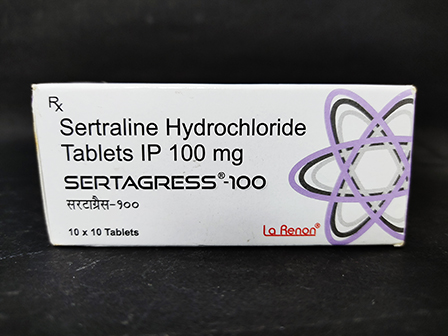 Rx
Sertraline Hydrochloride
Tablets IP 100 mg
SERTAGRESS®-100
सरटाग्रैस-१००
10 x 10 Tablets
La Renon®